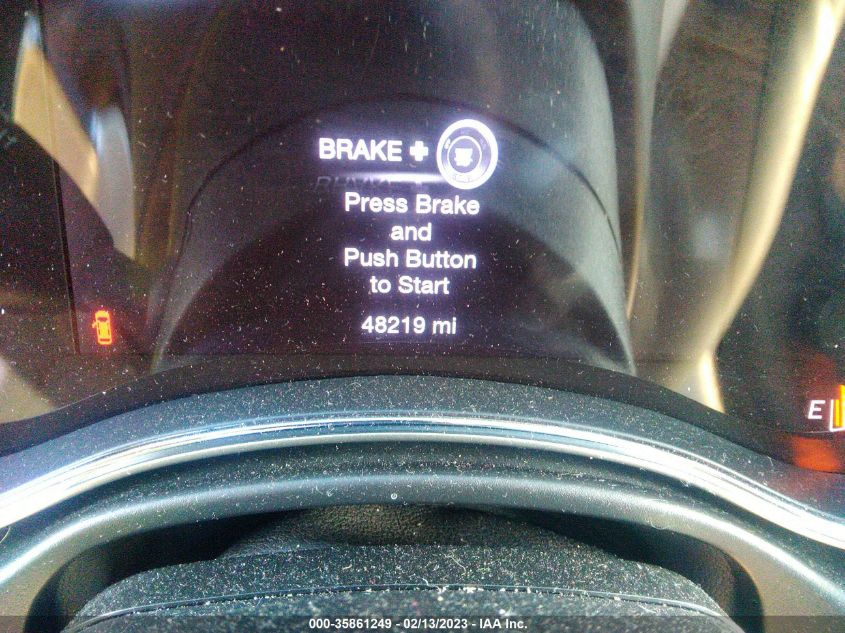 BRAKE +
Press Brake
and
Push Button
to Start
48219 mi
E
000-35861249 - 02/13/2023 - IAA Inc.